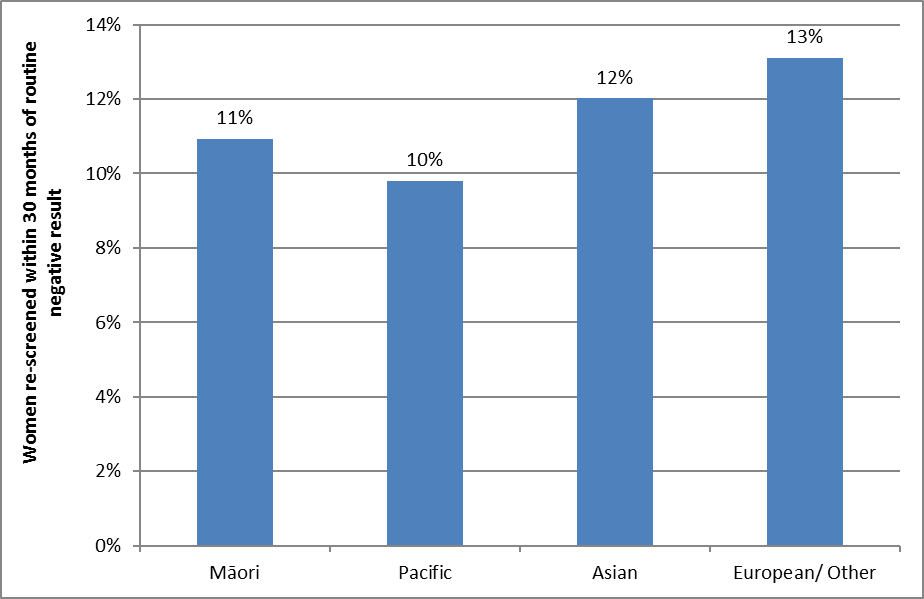 Women re-screened within 30 months of routine
negative result
14%
12%
10%
8%
6%
4%
2%
0%
11%
10%
12%
13%
Māori
Pacific
Asian
European/ Other